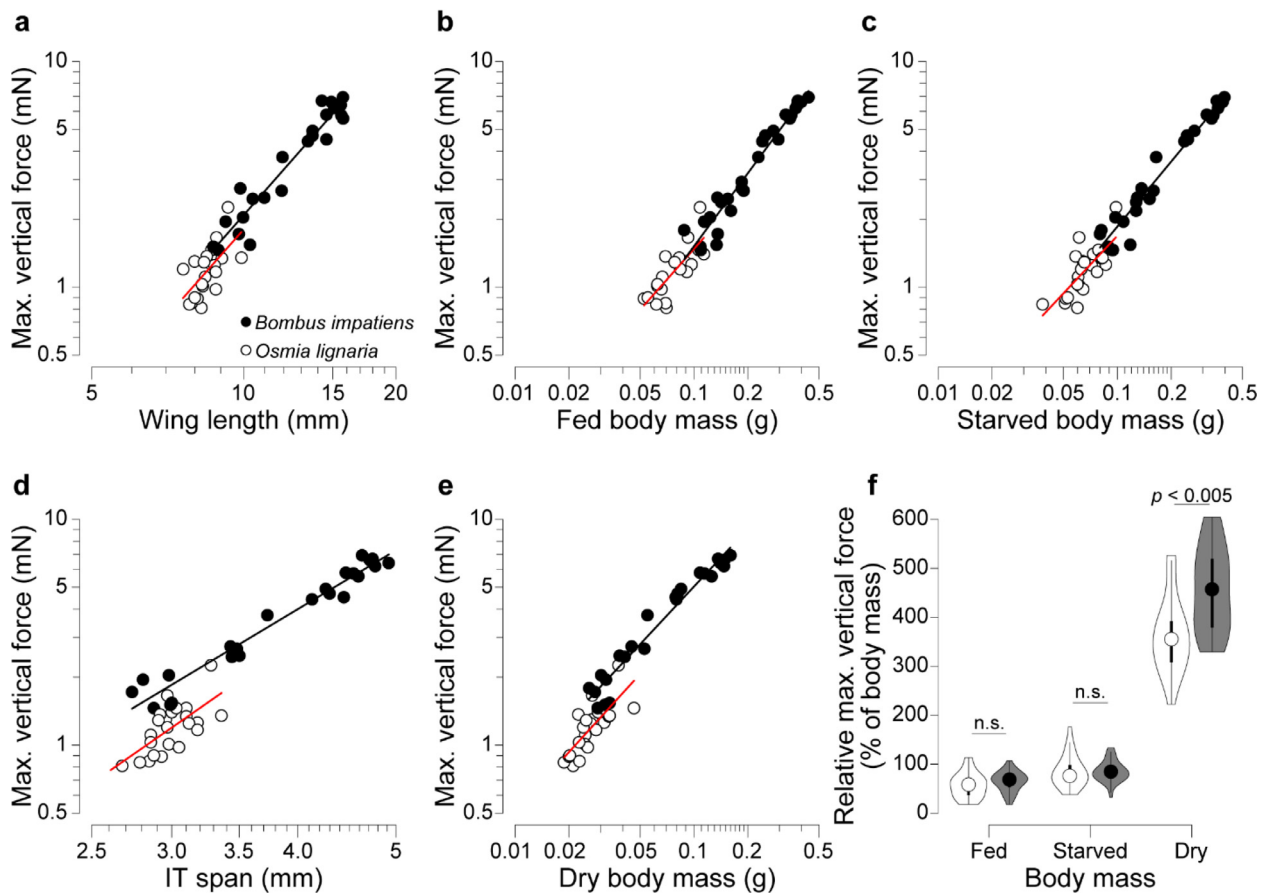 a
b
c
10
5
1
0.5
Max. vertical force (mN)
Bombus impatiens
Osmia lignaria
5
10
15
20
Wing length (mm)
10
5
1
0.5
Max. vertical force (mN)
0.01
0.02
0.05
0.1
0.2
0.5
Fed body mass (g)
10
5
1
0.5
Max. vertical force (mN)
0.01
0.02
0.05
0.1
0.2
0.5
Starved body mass (g)
d
e
f
10
5
1
0.5
Max. vertical force (mN)
2.5
3.0
3.5
4.0
5
IT span (mm)
10
5
1
0.5
Max. vertical force (mN)
0.01
0.02
0.05
0.1
0.2
0.5
Dry body mass (g)
p < 0.005
n.s.
n.s.
600
500
400
300
200
100
0
Relative max. vertical force
(% of body mass)
Fed
Starved
Dry
Body mass